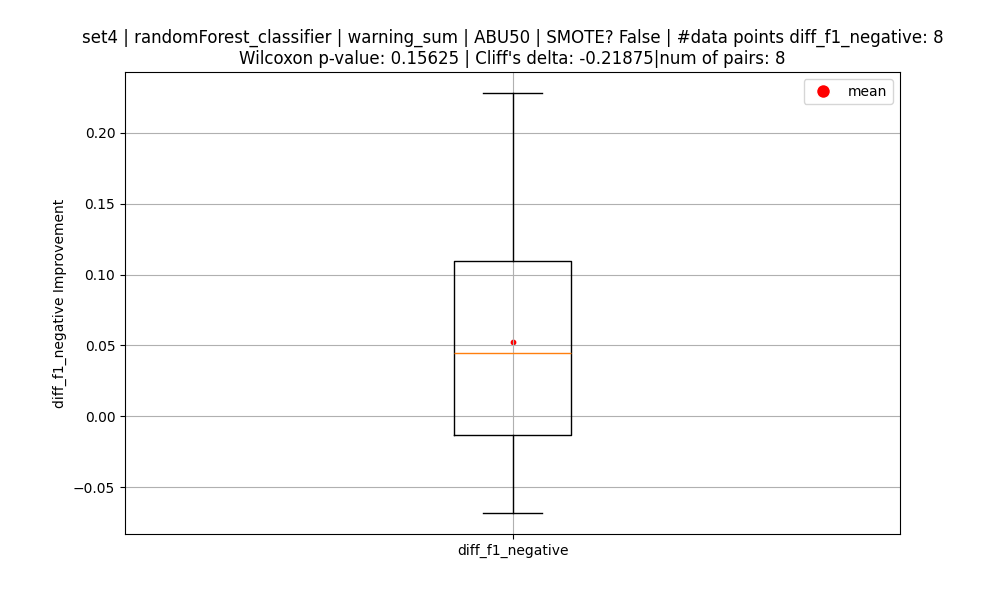 set4 | randomForest_classifier | warning_sum | ABU50 | SMOTE? False | #data points diff_f1_negative: 8
Wilcoxon p-value: 0.15625 | Cliff's delta: -0.21875|num of pairs: 8
mean
0.20
0.15
0.10
0.05
0.00
−0.05
diff_f1_negative Improvement
diff_f1_negative